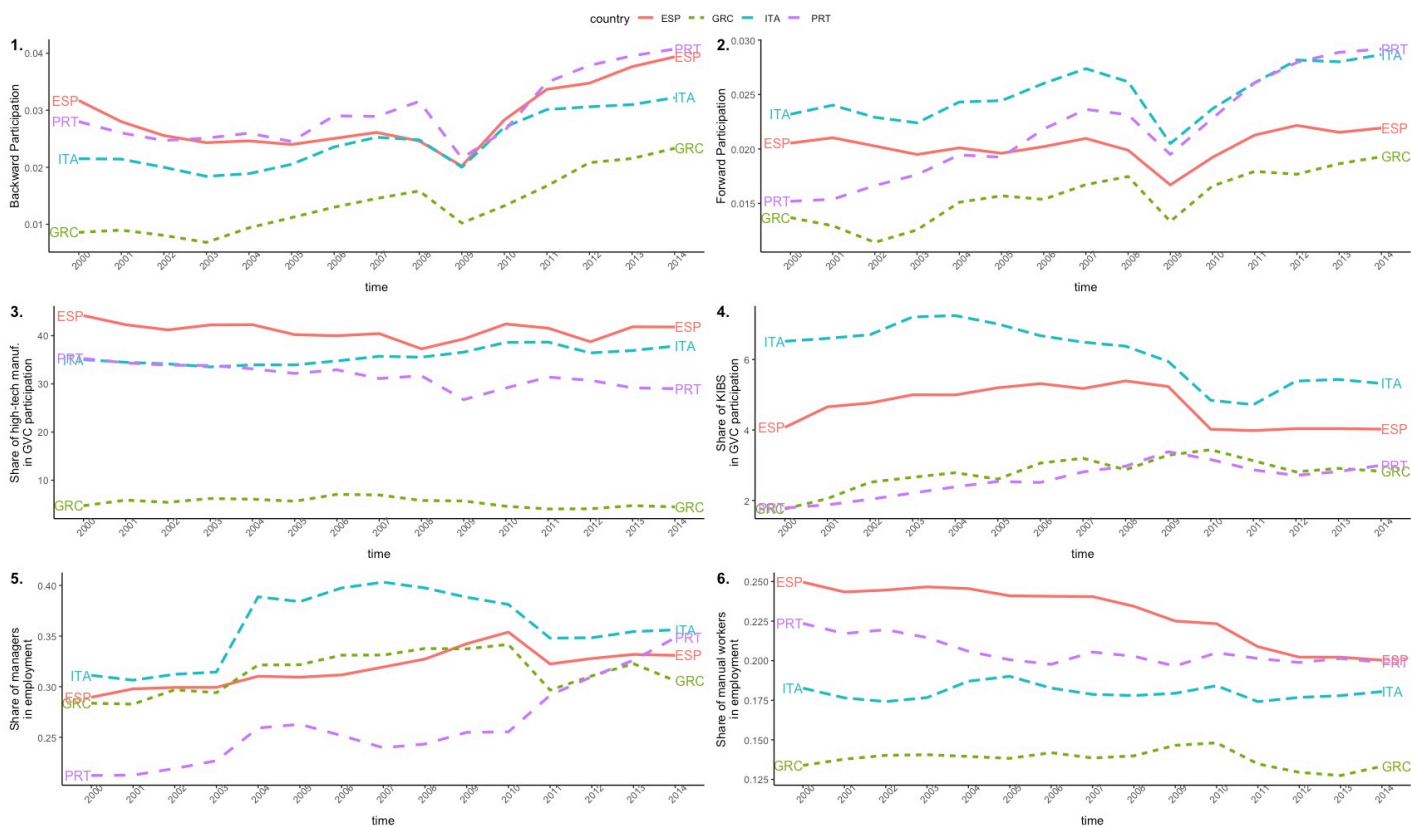 country ESP GRC ITA PRT
1.
Backward Participation
0.04
0.03
0.02
0.01
ESP
PRT
ITA
GRC
PRT
ESP
ITA
GRC
2000 2001 2002 2003 2004 2005 2006 2007 2008 2009 2010 2011 2012 2013 2014
time
2.
Forward Participation
0.030
0.025
0.020
0.015
ITA
ESP
PRT
GRC
PRT
ITA
ESP
GRC
2000 2001 2002 2003 2004 2005 2006 2007 2008 2009 2010 2011 2012 2013 2014
time
3.
Share of high-tech manuf.
in GVC participation
40
30
20
10
ESP
PRT
ITA
GRC
ESP
ITA
PRT
GRC
2000 2001 2002 2003 2004 2005 2006 2007 2008 2009 2010 2011 2012 2013 2014
time
4.
Share of KIBS
in GVC participation
6
4
2
ITA
ESP
PRT
GRC
ITA
ESP
PRT
GRC
2000 2001 2002 2003 2004 2005 2006 2007 2008 2009 2010 2011 2012 2013 2014
time
5.
Share of managers
in employment
0.40
0.35
0.30
0.25
ITA
ESP
GRC
PRT
ITA
PRT
ESP
GRC
2000 2001 2002 2003 2004 2005 2006 2007 2008 2009 2010 2011 2012 2013 2014
time
6.
Share of manual workers
in employment
0.250
0.225
0.200
0.175
0.150
0.125
ESP
PRT
ITA
GRC
ESP
PRT
ITA
GRC
2000 2001 2002 2003 2004 2005 2006 2007 2008 2009 2010 2011 2012 2013 2014
time